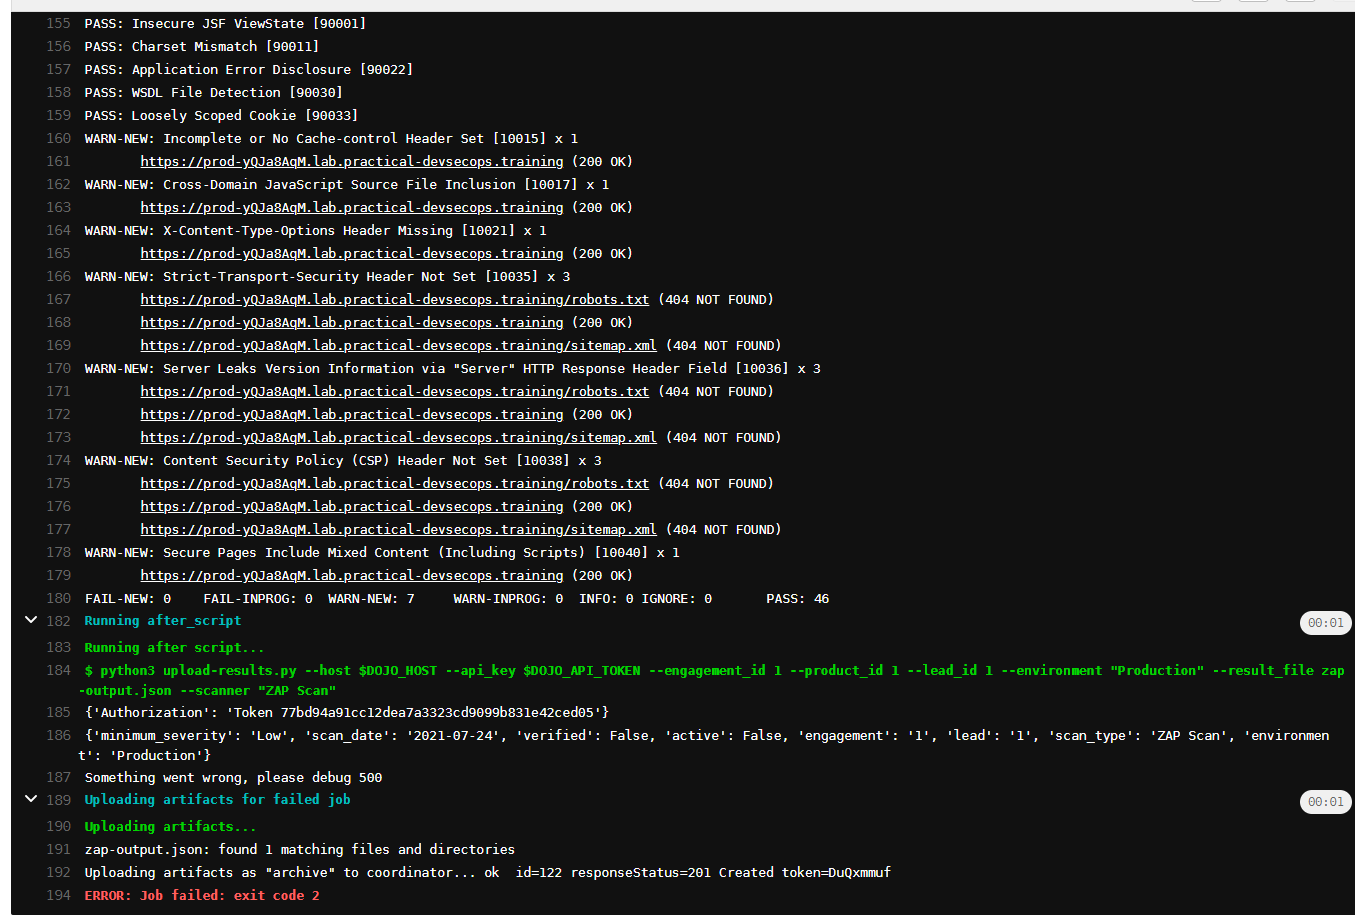 155 PASS: Insecure JSF ViewState [90001]
156 PASS: Charset Mismatch [90011]
157 PASS: Application Error Disclosure [90022]
158 PASS: WSDL File Detection [90030]
159 PASS: Loosely Scoped Cookie [90033]
160 WARN-NEW: Incomplete or No Cache-control Header Set [10015] x 1
161 https://prod-yQJa8AqM.lab.practical-devsecops.training (200 OK)
162 WARN-NEW: Cross-Domain JavaScript Source File Inclusion [10017] x 1
163 https://prod-yQJa8AqM.lab.practical-devsecops.training (200 OK)
164 WARN-NEW: X-Content-Type-Options Header Missing [10021] x 1
165 https://prod-yQJa8AqM.lab.practical-devsecops.training (200 OK)
166 WARN-NEW: Strict-Transport-Security Header Not Set [10035] x 3
167 https://prod-yQJa8AqM.lab.practical-devsecops.training/robots.txt (404 NOT FOUND)
168 https://prod-yQJa8AqM.lab.practical-devsecops.training (200 OK)
169 https://prod-yQJa8AqM.lab.practical-devsecops.training/sitemap.xml (404 NOT FOUND)
170 WARN-NEW: Server Leaks Version Information via "Server" HTTP Response Header Field [10036] x 3
171 https://prod-yQJa8AqM.lab.practical-devsecops.training/robots.txt (404 NOT FOUND)
172 https://prod-yQJa8AqM.lab.practical-devsecops.training (200 OK)
173 https://prod-yQJa8AqM.lab.practical-devsecops.training/sitemap.xml (404 NOT FOUND)
174 WARN-NEW: Content Security Policy (CSP) Header Not Set [10038] x 3
175 https://prod-yQJa8AqM.lab.practical-devsecops.training/robots.txt (404 NOT FOUND)
176 https://prod-yQJa8AqM.lab.practical-devsecops.training (200 OK)
177 https://prod-yQJa8AqM.lab.practical-devsecops.training/sitemap.xml (404 NOT FOUND)
178 WARN-NEW: Secure Pages Include Mixed Content (Including Scripts) [10040] x 1
179 https://prod-yQJa8AqM.lab.practical-devsecops.training (200 OK)
180 FAIL-NEW: 0 FAIL-INPROG: 0 WARN-NEW: 7 WARN-INPROG: 0 INFO: 0 IGNORE: 0 PASS: 46
182 Running after_script 00:01
183 Running after script...
184 $ python3 upload-results.py --host $DOJO_HOST --api_key $DOJO_API_TOKEN --engagement_id 1 --product_id 1 --lead_id 1 --environment "Production" --result_file zap
-output.json --scanner "ZAP Scan"
185 {'Authorization': 'Token 77bd94a91cc12dea7a3323cd9099b831e42ced05'}
186 {'minimum_severity': 'Low', 'scan_date': '2021-07-24', 'verified': False, 'active': False, 'engagement': '1', 'lead': '1', 'scan_type': 'ZAP Scan', 'environmen
t': 'Production'}
187 Something went wrong, please debug 500
189 Uploading artifacts for failed job 00:01
190 Uploading artifacts...
191 zap-output.json: found 1 matching files and directories
192 Uploading artifacts as "archive" to coordinator... ok id=122 responseStatus=201 Created token=DuQxmmuf
194 ERROR: Job failed: exit code 2